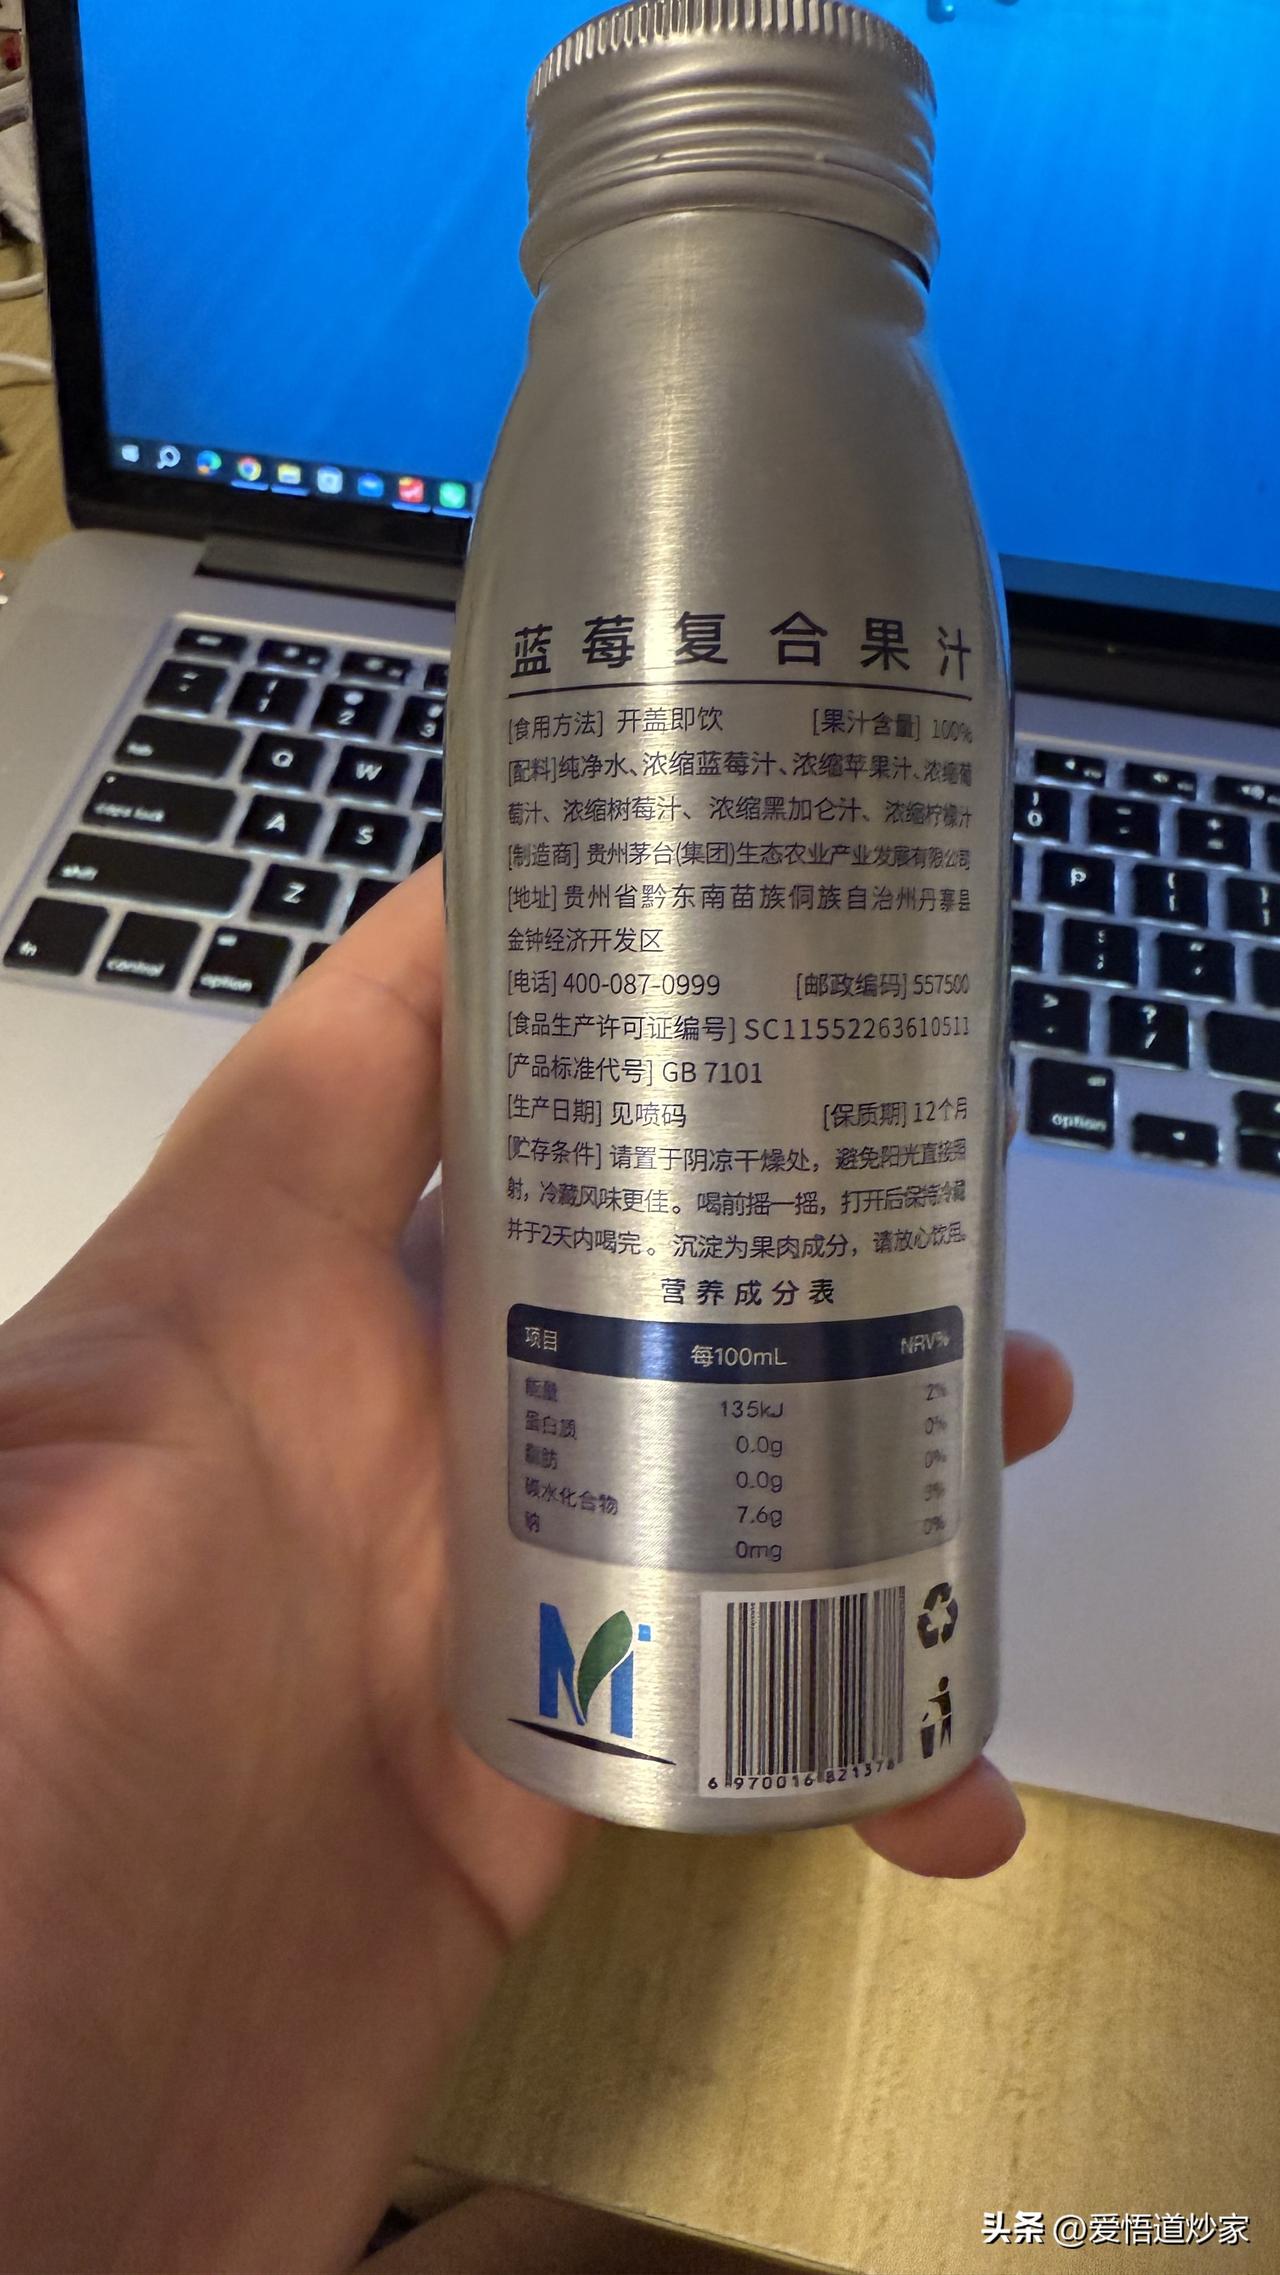 蓝莓复合果汁
[食用方法] 开盖即饮 [果汁含量] 100%
[配料]纯净水、浓缩蓝莓汁、浓缩苹果汁、浓缩葡
萄汁、浓缩树莓汁、浓缩黑加仑汁、浓缩柠檬汁
[制造商] 贵州茅台(集团)生态农业产业发展有限公司
[地址] 贵州省黔东南苗族侗族自治州丹寨县
金钟经济开发区
[电话] 400-087-0999 [邮政编码] 557500
[食品生产许可证编号] SC11552263610511
[产品标准代号] GB 7101
[生产日期] 见喷码 [保质期] 12个月
[贮存条件] 请置于阴凉干燥处，避免阳光直接照
射，冷藏风味更佳。喝前摇一摇，打开后保持冷藏
并于2天内喝完。沉淀为果肉成分，请放心饮用。
营养成分表
项目 每100mL NRV%
能量 135kJ 2%
蛋白质 0.0g 0%
脂肪 0.0g 0%
碳水化合物 7.6g 3%
钠 0mg 0%
6 970016 821378
1
2
3
Q
W
caps lock
A
S
shift
Z
fn
control
option
P
option
头条 @爱悟道炒家